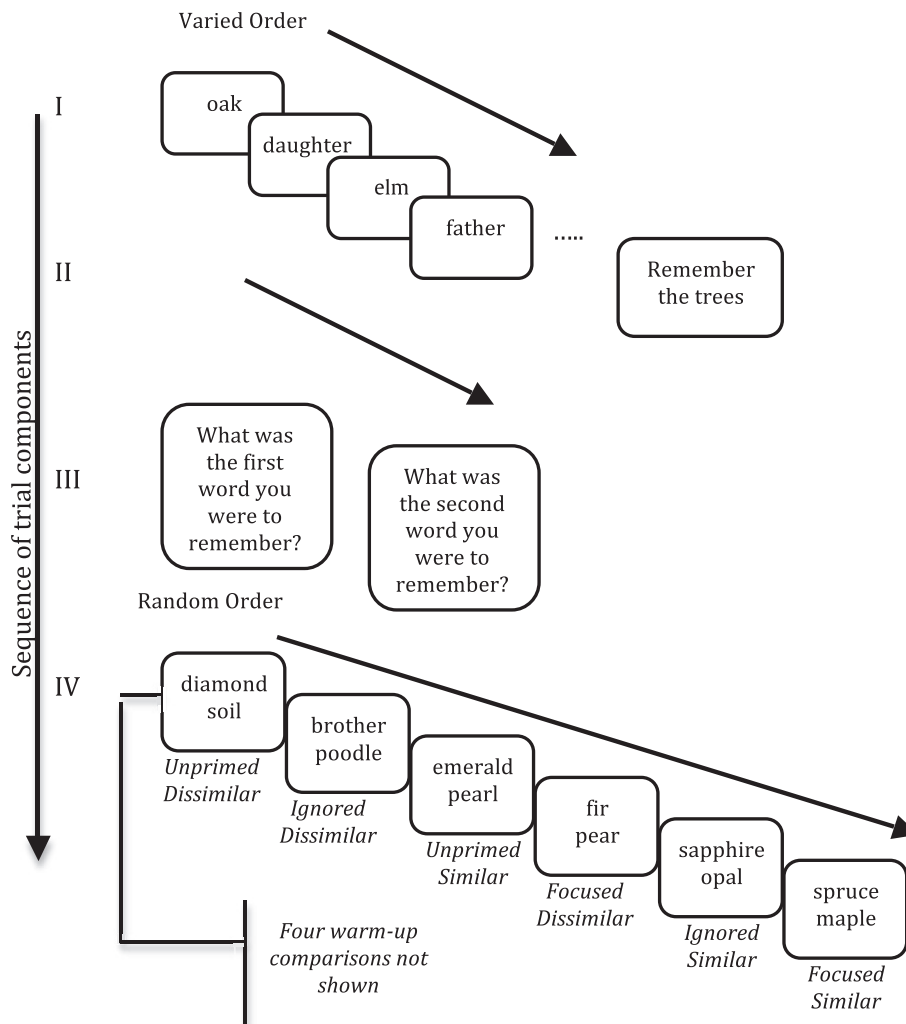 Varied Order
I
oak
daughter
elm
father
.....
Remember
the trees
II
Sequence of trial components
III
What was
the first
word you
were to
remember?
What was
the second
word you
were to
remember?
Random Order
IV
diamond
soil
Unprimed
Dissimilar
brother
poodle
Ignored
Dissimilar
emerald
pearl
Unprimed
Similar
fir
pear
Focused
Dissimilar
sapphire
opal
Ignored
Similar
spruce
maple
Focused
Similar
Four warm-up
comparisons not
shown